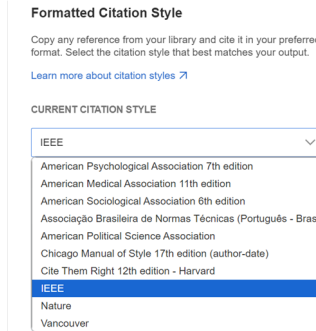 Formatted Citation Style
Copy any reference from your library and cite it in your preferred
format. Select the citation style that best matches your output.
Learn more about citation styles
CURRENT CITATION STYLE
IEEE
American Psychological Association 7th edition
American Medical Association 11th edition
American Sociological Association 6th edition
Associação Brasileira de Normas Técnicas (Português - Bras
American Political Science Association
Chicago Manual of Style 17th edition (author-date)
Cite Them Right 12th edition - Harvard
IEEE
Nature
Vancouver